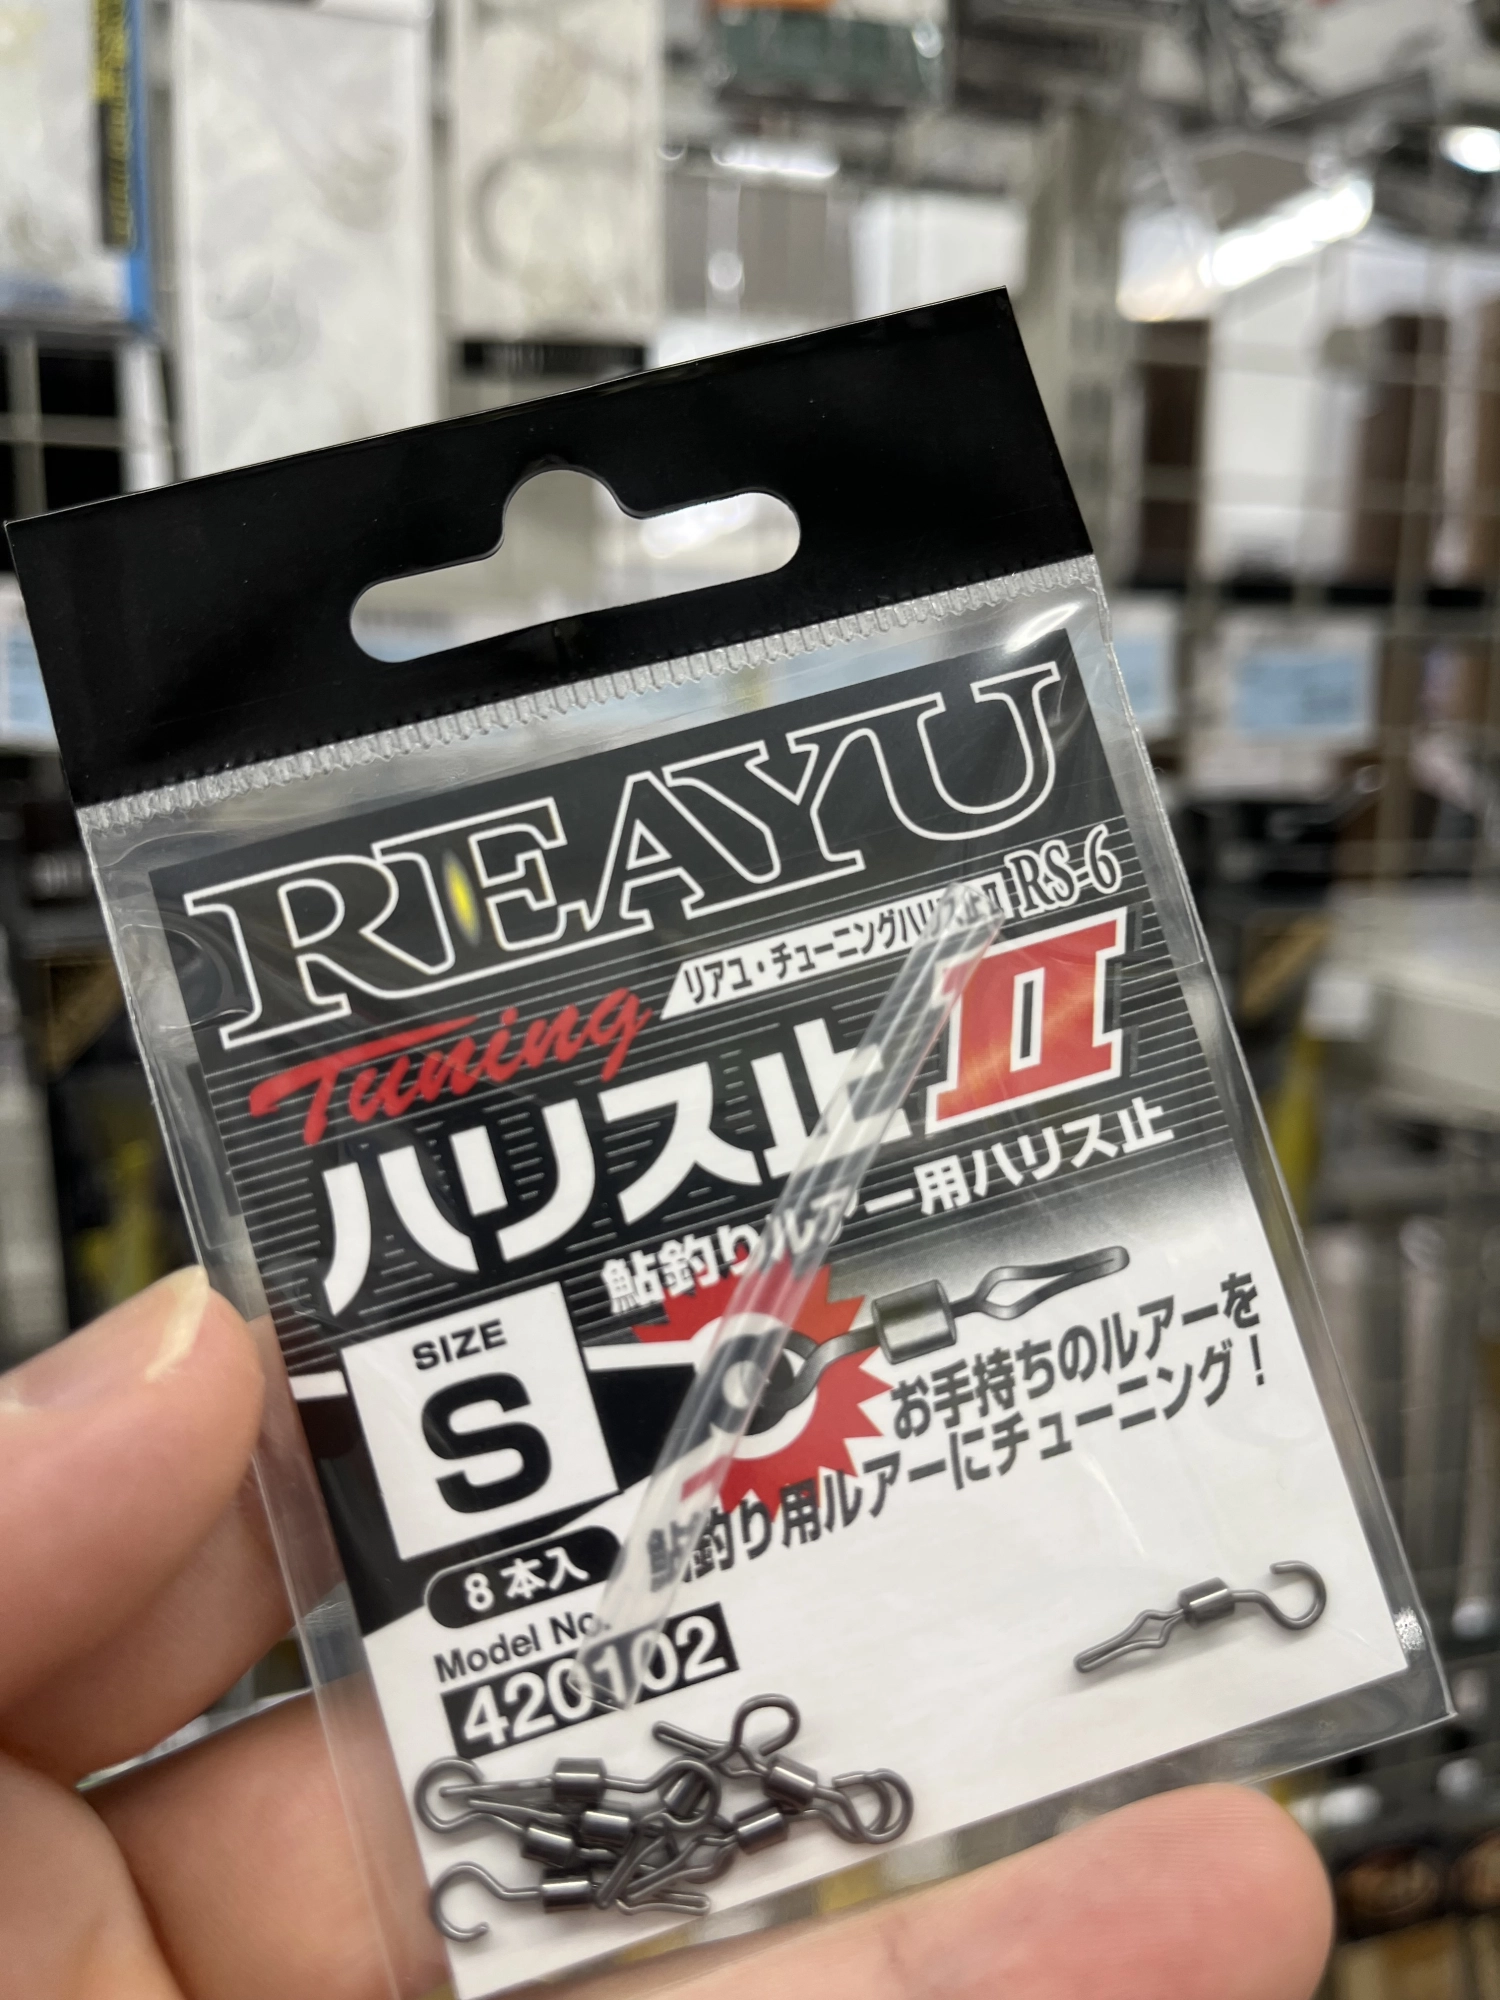 REAYU
リアユ・チューニングハリス止Ⅱ RS-6
Tuning
ハリス止Ⅱ
鮎釣りルアー用ハリス止
SIZE
S
8本入
お手持ちのルアーを
鮎釣り用ルアーにチューニング！
Model No.
420102